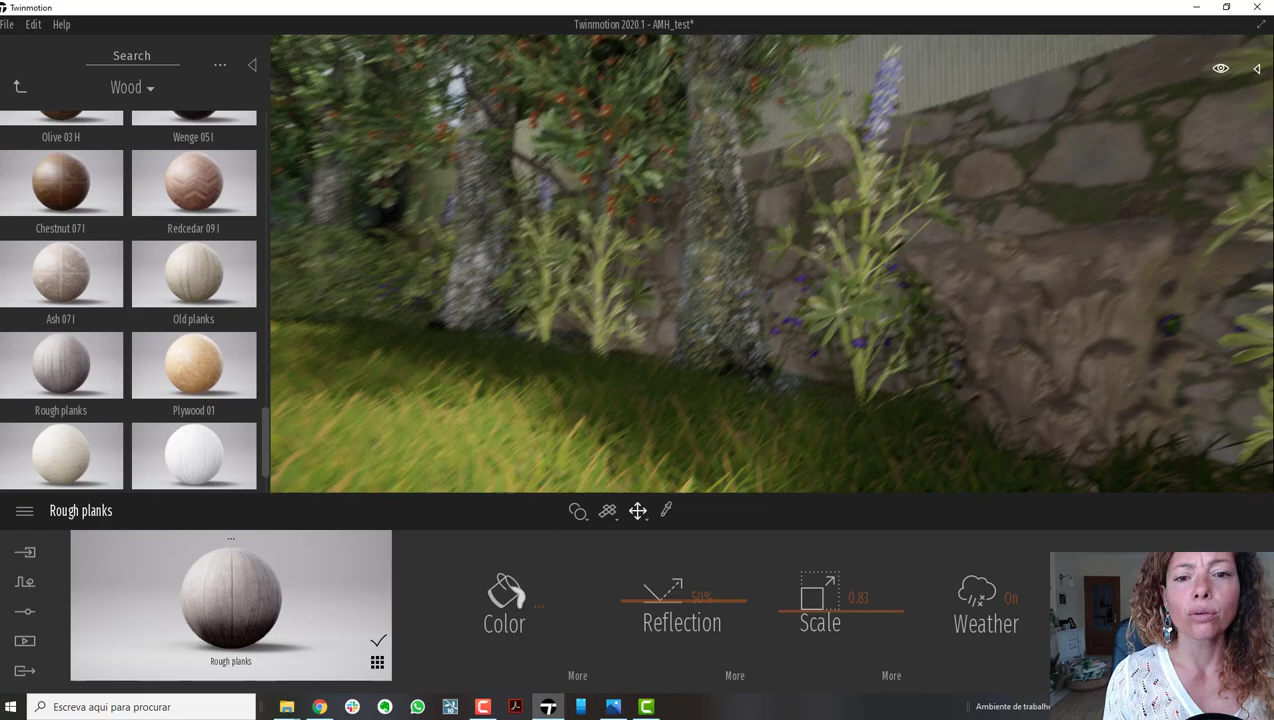 Twinmotion
File Edit Help
Twinmotion 2020.1 - AMH_test*
Search
...
Wood
Olive 03 H
Wenge 05 I
Chestnut 07 I
Redcedar 09 I
Ash 07 I
Old planks
Rough planks
Plywood 01
Rough planks
...
Rough planks
Color
...
More
50%
Reflection
More
0.83
Scale
More
On
Weather
Escreva aqui para procurar
Ambiente de trabalho